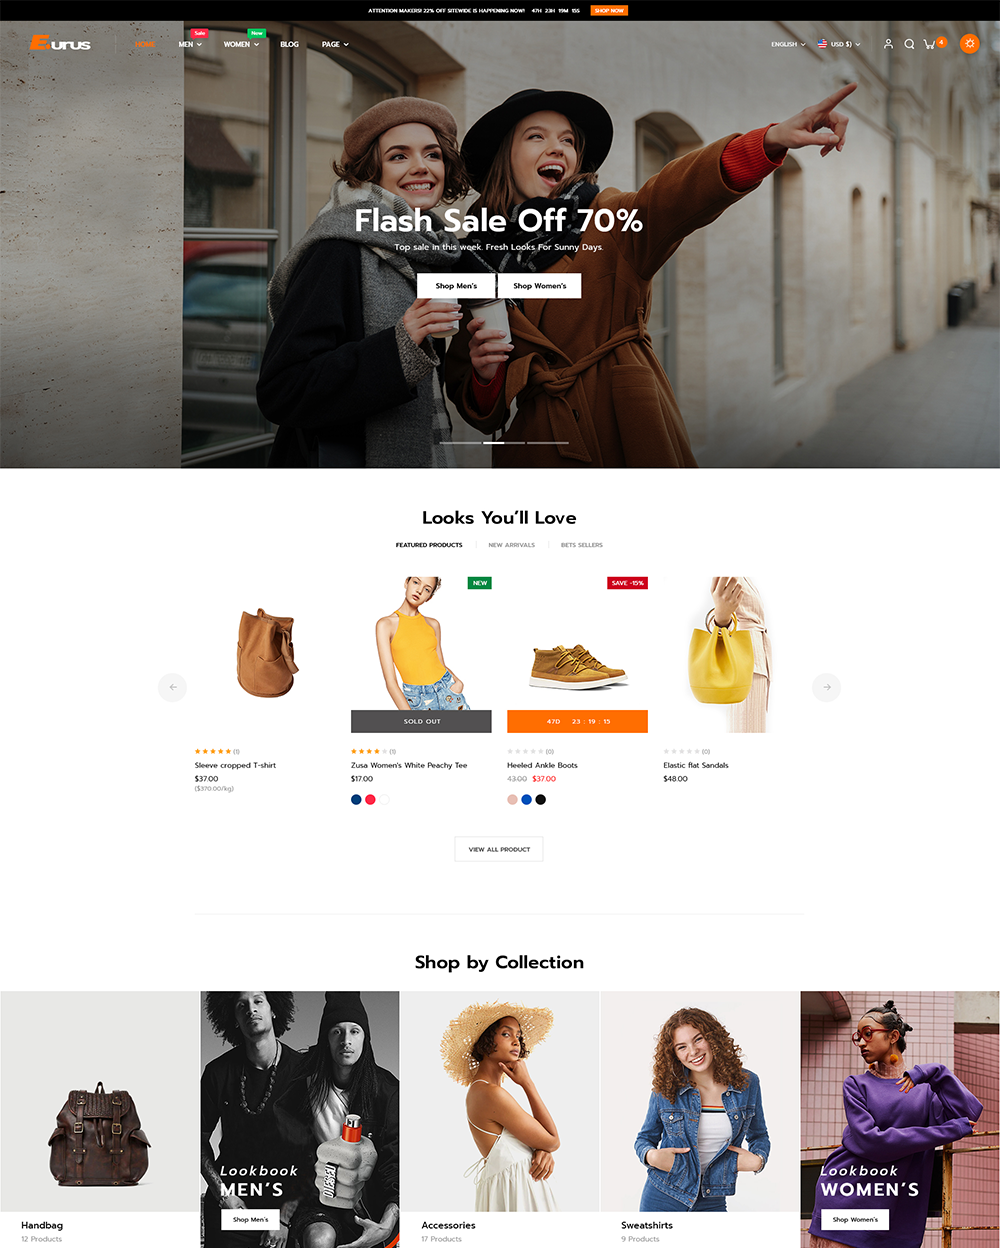 ATTENTION MAKERS! 22% OFF SITEWIDE IS HAPPENING NOW! 47H 23H 19M 15S SHOP NOW
Eurus HOME MEN Sale WOMEN New BLOG PAGE ENGLISH USD $) 4
Flash Sale Off 70%
Top sale in this week. Fresh Looks For Sunny Days.
Shop Men's Shop Women's
Looks You'll Love
FEATURED PRODUCTS NEW ARRIVALS BETS SELLERS
NEW SAVE -15%
SOLD OUT 47D 23 : 19 : 15
(1) (1) (0) (0)
Sleeve cropped T-shirt Zusa Women's White Peachy Tee Heeled Ankle Boots Elastic flat Sandals
$37.00 $17.00 43.00 $37.00 $48.00
($370.00/kg)
VIEW ALL PRODUCT
Shop by Collection
DIESEL
Lookbook Lookbook
MEN'S WOMEN'S
Shop Men's Shop Women's
Handbag Accessories Sweatshirts
12 Products 17 Products 9 Products